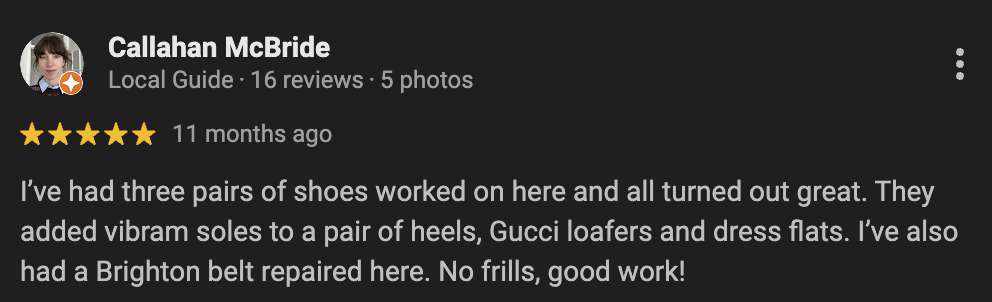 Callahan McBride
Local Guide · 16 reviews · 5 photos
11 months ago
I’ve had three pairs of shoes worked on here and all turned out great. They
added vibram soles to a pair of heels, Gucci loafers and dress flats. I’ve also
had a Brighton belt repaired here. No frills, good work!